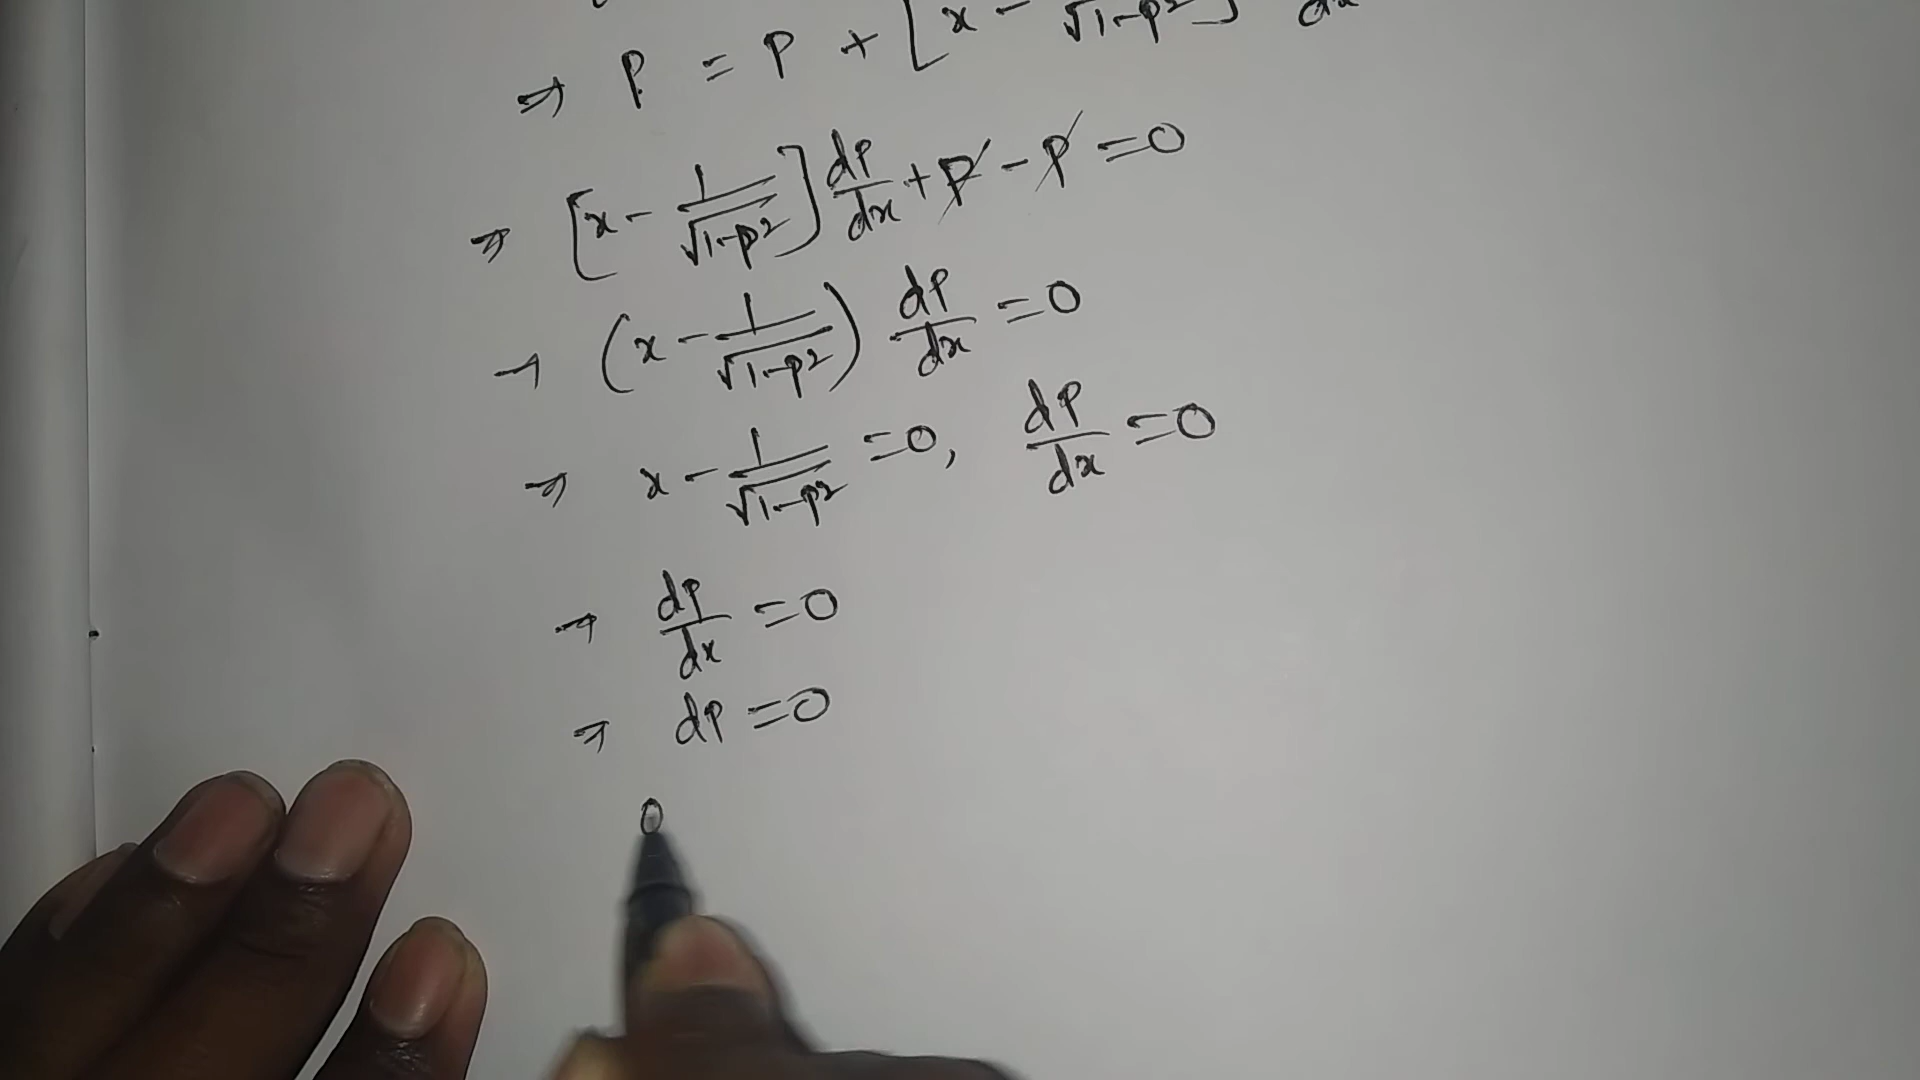 ⇒ p = p + [x - 1/√(1-p²)] dp/dx
⇒ [x - 1/√(1-p²)] dp/dx + p - p = 0
→ (x - 1/√(1-p²)) dp/dx = 0
⇒ x - 1/√(1-p²) = 0, dp/dx = 0
→ dp/dx = 0
⇒ dp = 0